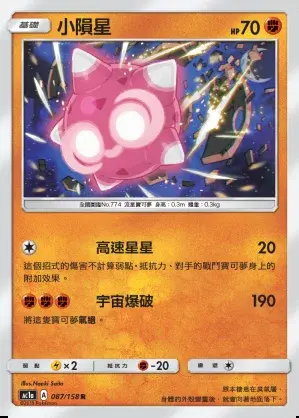 基礎 小隕星 HP70
全國圖鑑No.774 流星寶可夢 身高：0.3m 體重：0.3kg
高速星星 20
這個招式的傷害不計算弱點、抵抗力、對手的戰鬥寶可夢身上的
附加效果。
宇宙爆破 190
將這隻寶可夢氣絕。
弱點 ×2 抵抗力 -20 撤退
Illus.Naoki Saito
AC1a A 087/158 R
©2019 Pokémon
原本棲息在臭氧層。
身體的外殼變重後，
就會向著地面落下。